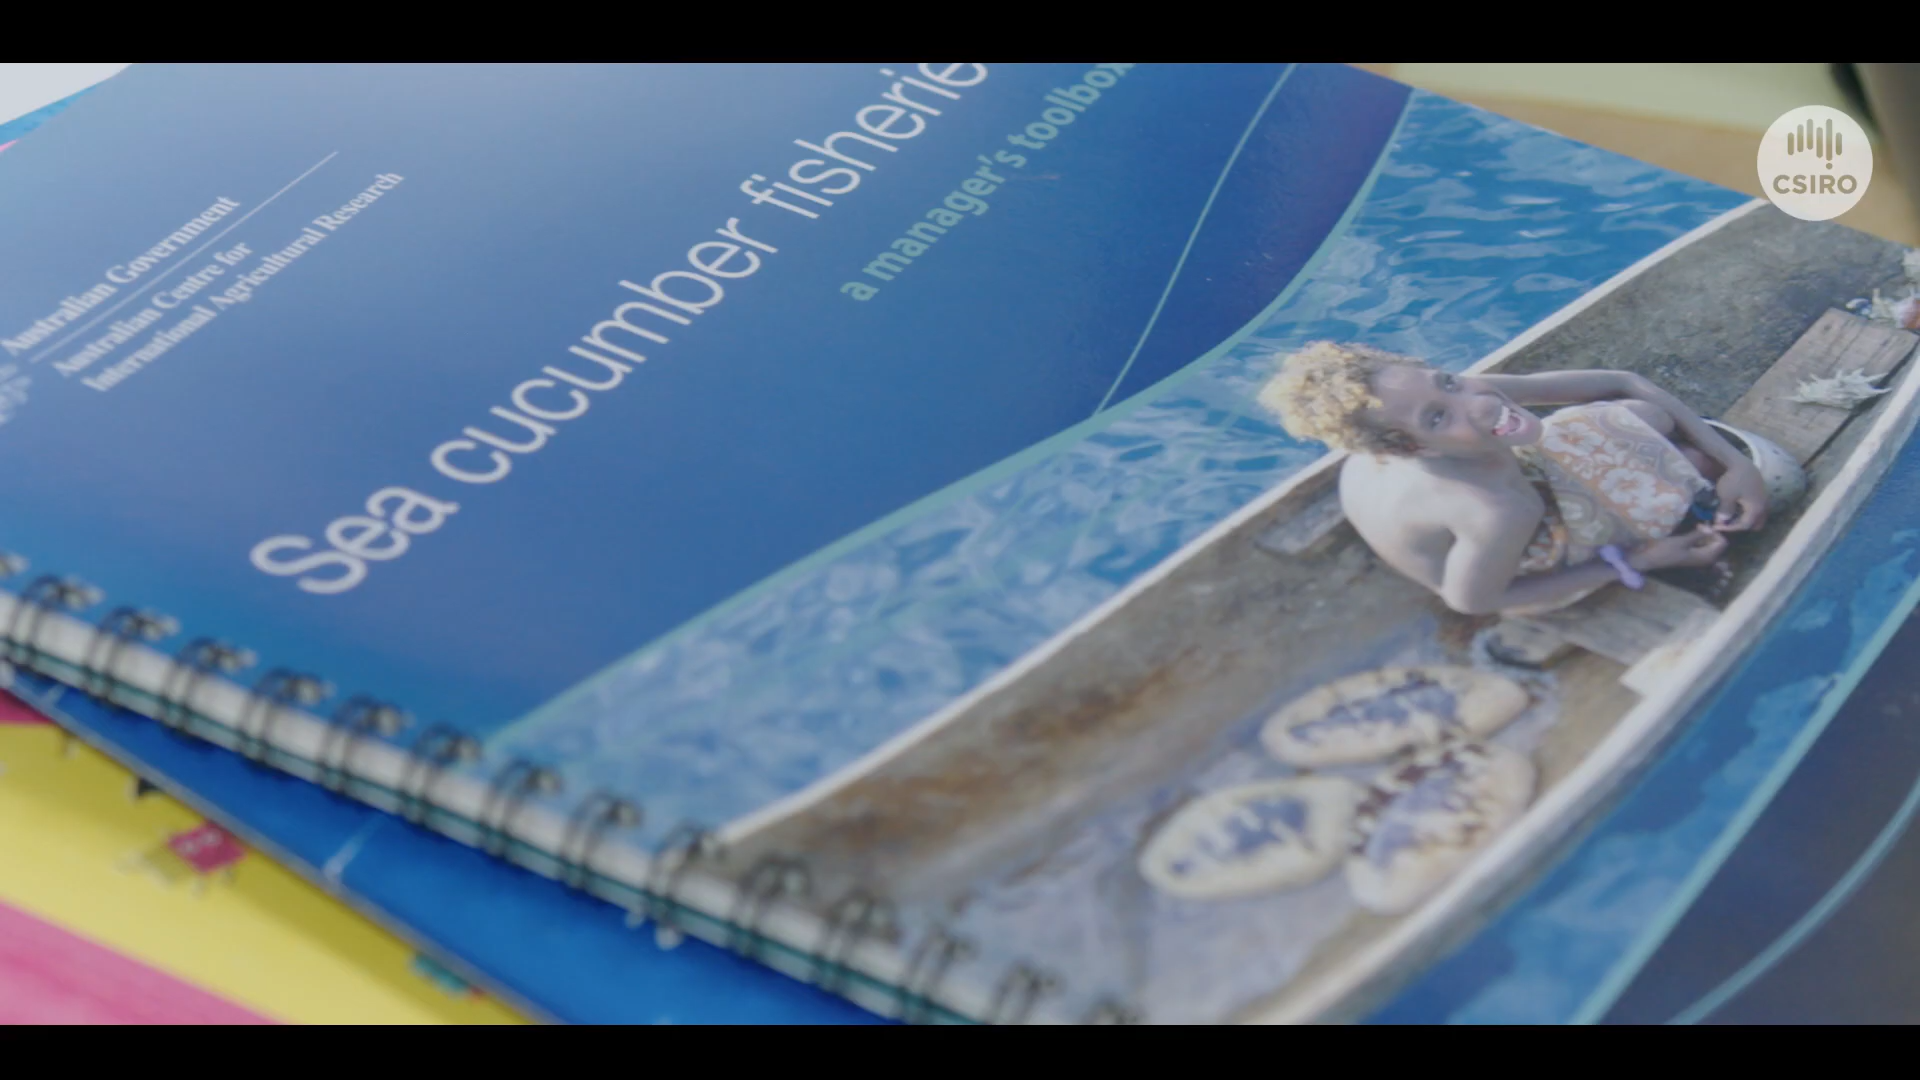 Australian Government
Australian Centre for
International Agricultural Research
Sea cucumber fisherie
a manager's toolbox
CSIRO